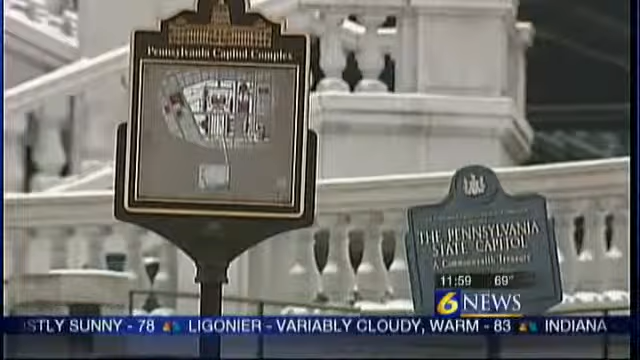 Pennsylvania Capitol Complex
THE PENNSYLVANIA
STATE CAPITOL
A Commonwealth Treasure
11:59 69°
6 NEWS
STLY SUNNY - 78 LIGONIER - VARIABLY CLOUDY, WARM - 83 INDIANA